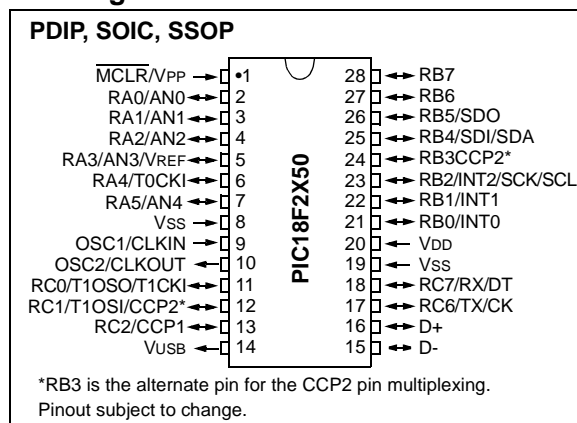 PDIP, SOIC, SSOP
MCLR/VPP 1 28 RB7
RA0/AN0 2 27 RB6
RA1/AN1 3 26 RB5/SDO
RA2/AN2 4 25 RB4/SDI/SDA
RA3/AN3/VREF 5 24 RB3CCP2*
RA4/T0CKI 6 23 RB2/INT2/SCK/SCL
RA5/AN4 7 22 RB1/INT1
VSS 8 21 RB0/INT0
OSC1/CLKIN 9 20 VDD
OSC2/CLKOUT 10 19 VSS
RC0/T1OSO/T1CKI 11 18 RC7/RX/DT
RC1/T1OSI/CCP2* 12 17 RC6/TX/CK
RC2/CCP1 13 16 D+
VUSB 14 15 D-
PIC18F2X50
*RB3 is the alternate pin for the CCP2 pin multiplexing.
Pinout subject to change.